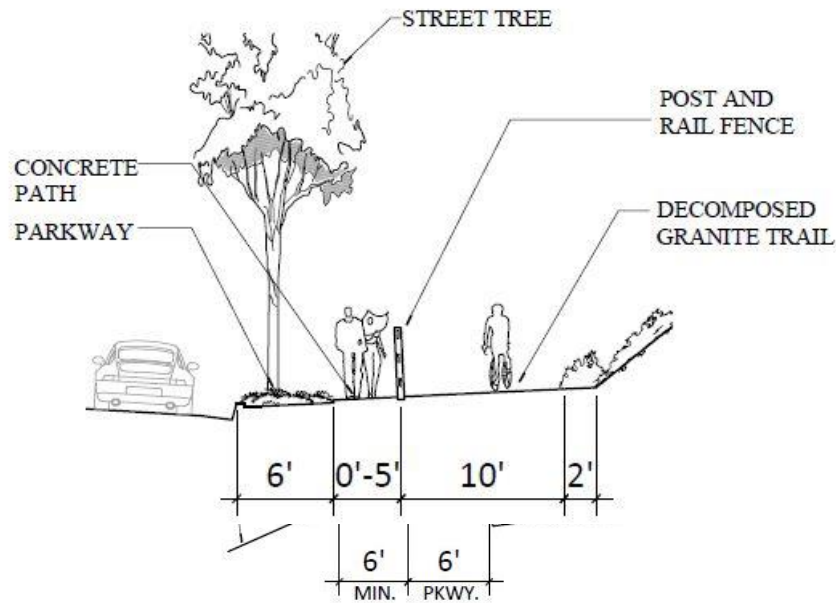 STREET TREE
POST AND
RAIL FENCE
CONCRETE
PATH
PARKWAY
DECOMPOSED
GRANITE TRAIL
6' 0'-5' 10' 2'
6' 6'
MIN. PKWY.